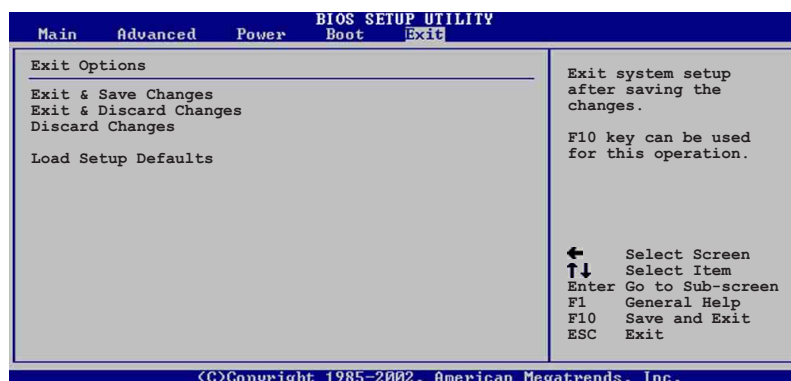 BIOS SETUP UTILITY
Main Advanced Power Boot Exit
Exit Options
Exit & Save Changes
Exit & Discard Changes
Discard Changes
Load Setup Defaults
Exit system setup
after saving the
changes.
F10 key can be used
for this operation.
← Select Screen
↑↓ Select Item
Enter Go to Sub-screen
F1 General Help
F10 Save and Exit
ESC Exit
(C)Copyright 1985-2002, American Megatrends, Inc.